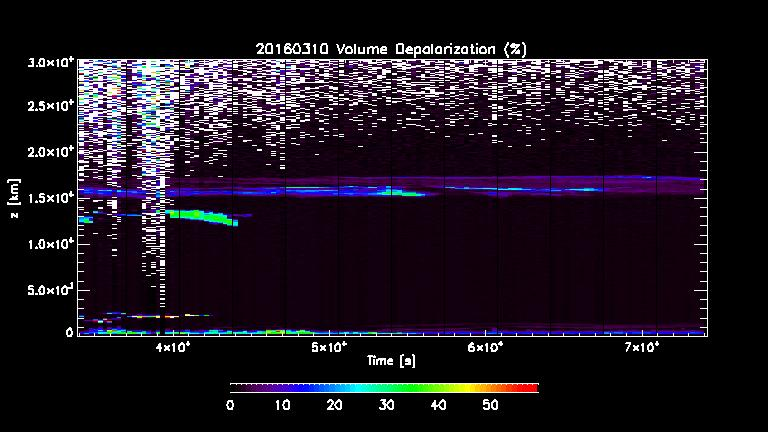 20160310 Volume Depolarization (%)
3.0×10⁴
2.5×10⁴
2.0×10⁴
1.5×10⁴
1.0×10⁴
5.0×10³
0
z [km]
4×10⁴ 5×10⁴ 6×10⁴ 7×10⁴
Time [s]
0 10 20 30 40 50